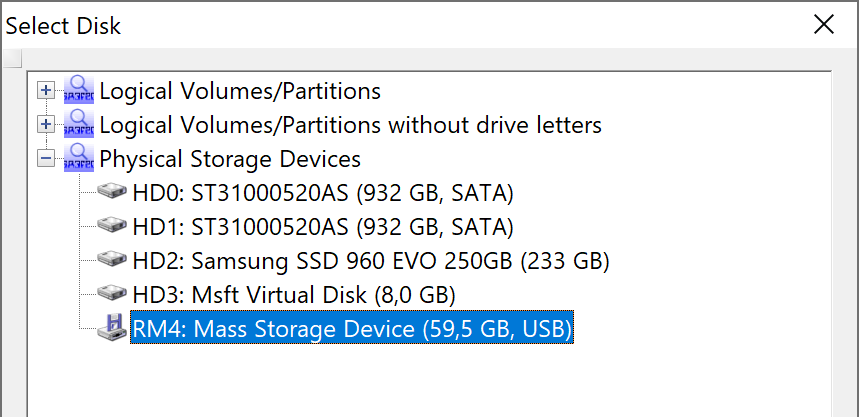 Select Disk
Logical Volumes/Partitions
Logical Volumes/Partitions without drive letters
Physical Storage Devices
HD0: ST31000520AS (932 GB, SATA)
HD1: ST31000520AS (932 GB, SATA)
HD2: Samsung SSD 960 EVO 250GB (233 GB)
HD3: Msft Virtual Disk (8,0 GB)
RM4: Mass Storage Device (59,5 GB, USB)